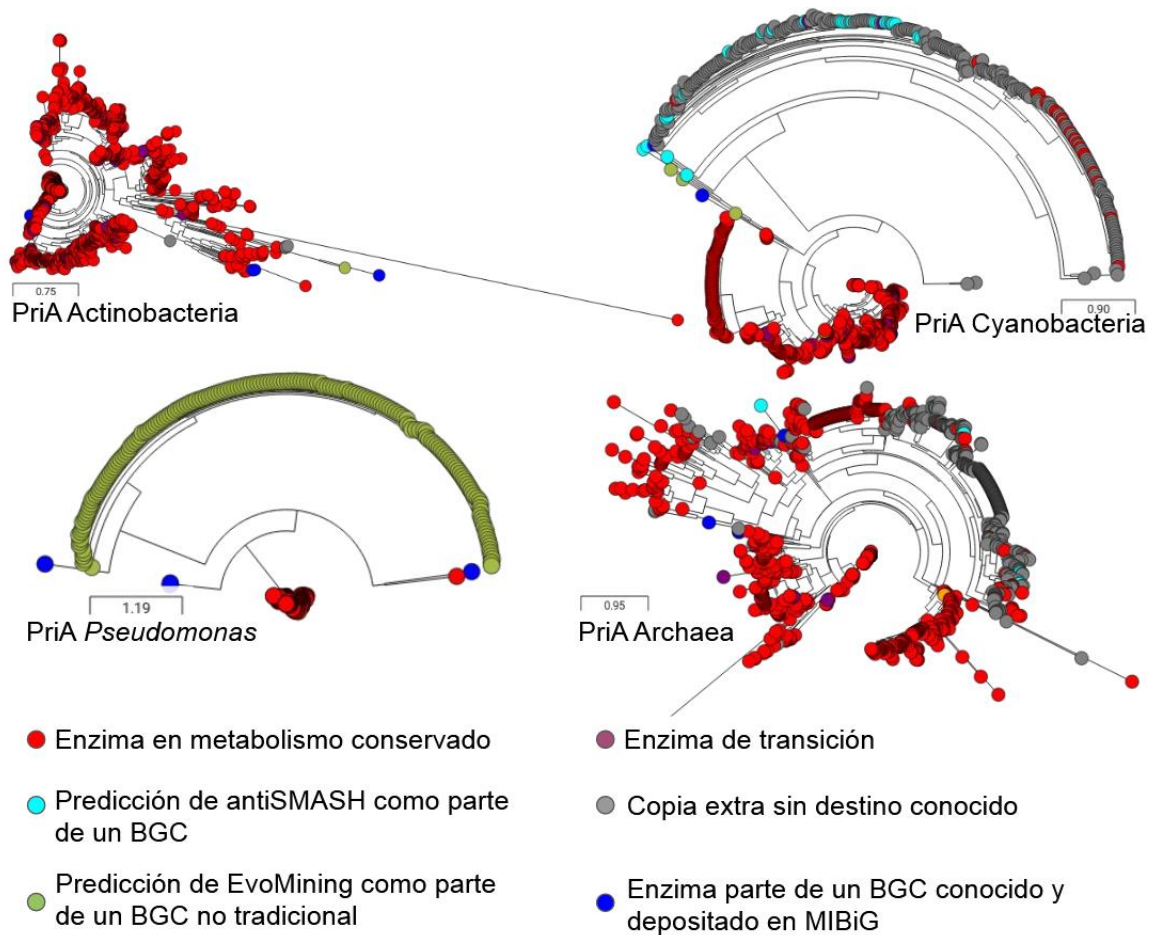 0.75
PriA Actinobacteria
0.90
PriA Cyanobacteria
1.19
PriA Pseudomonas
0.95
PriA Archaea
Enzima en metabolismo conservado
Enzima de transición
Predicción de antiSMASH como parte
de un BGC
Copia extra sin destino conocido
Predicción de EvoMining como parte
de un BGC no tradicional
Enzima parte de un BGC conocido y
depositado en MIBiG